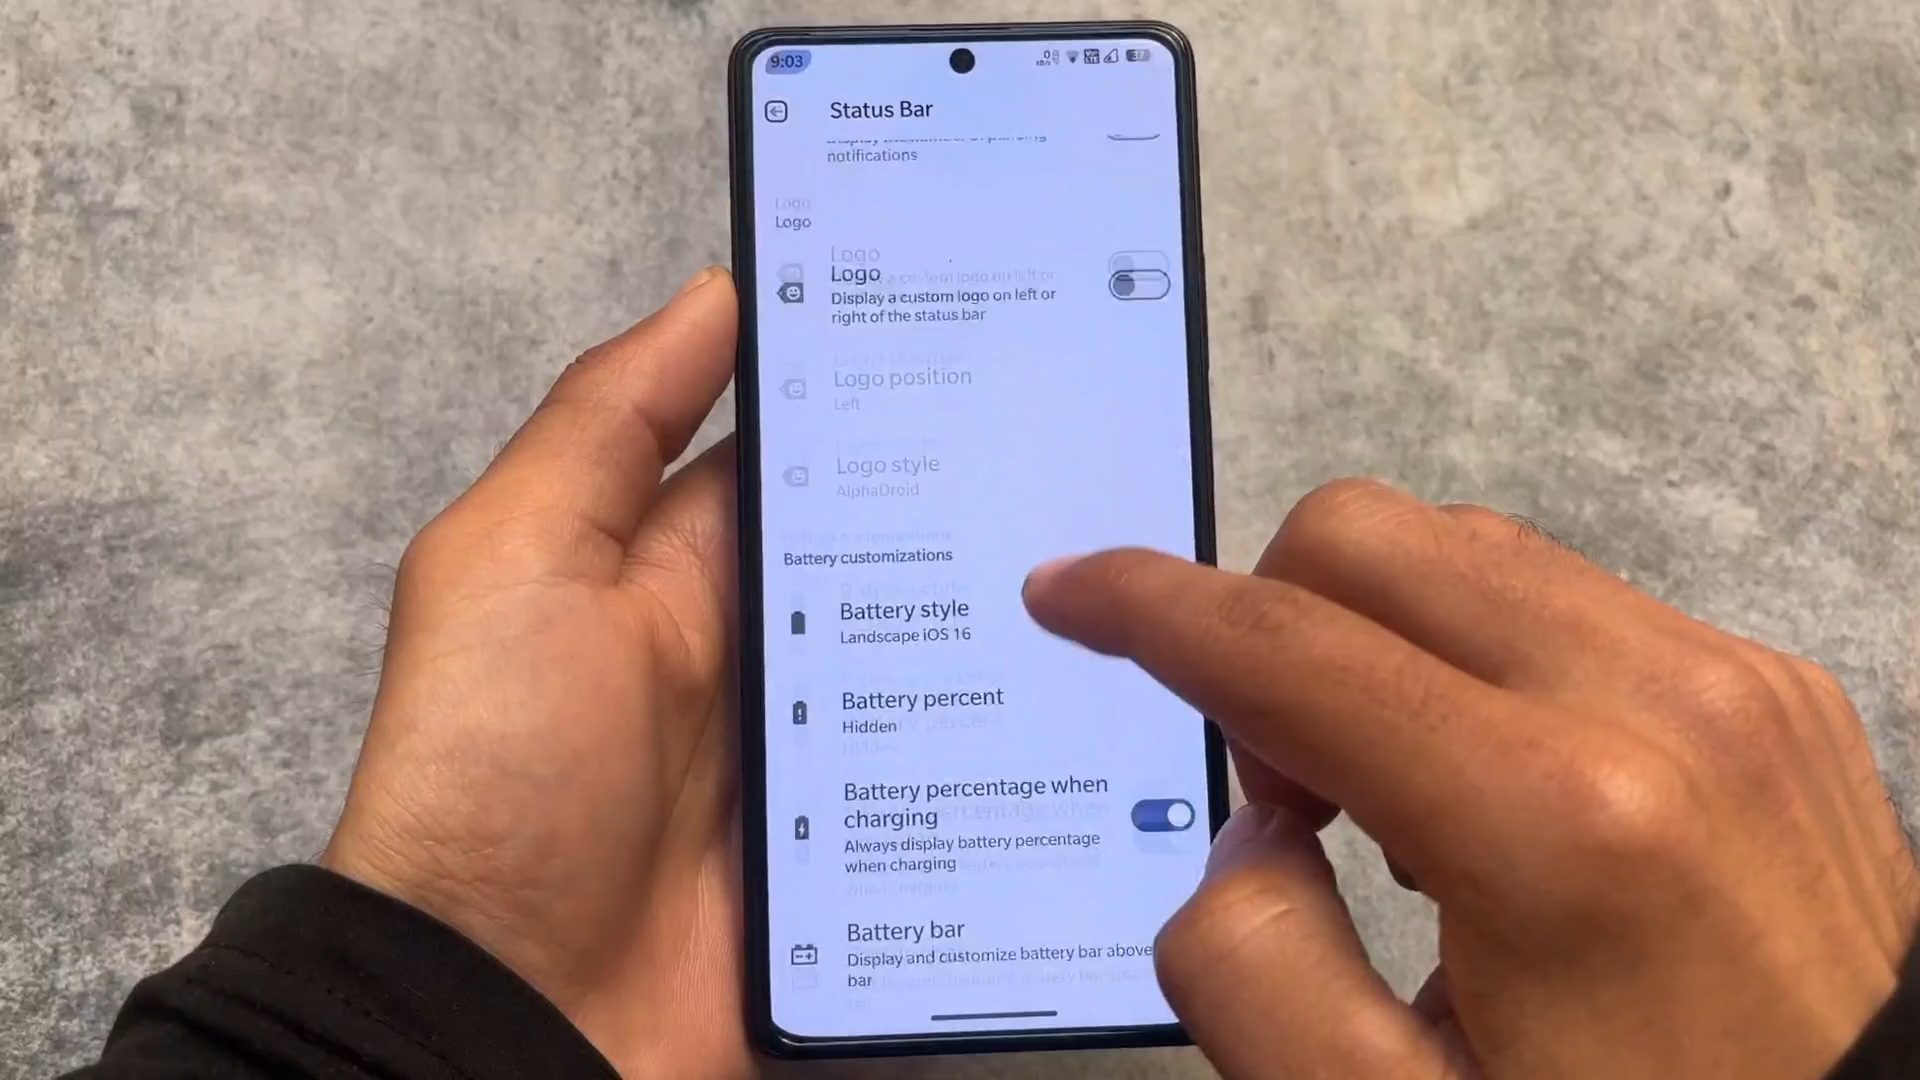 9:03
37
Status Bar
notifications
Logo
Logo
Display a custom logo on left or
right of the status bar
Logo position
Left
Logo style
AlphaDroid
Battery customizations
Battery style
Landscape iOS 16
Battery percent
Hidden
Battery percentage when
charging
Always display battery percentage
when charging
Battery bar
Display and customize battery bar above
bar